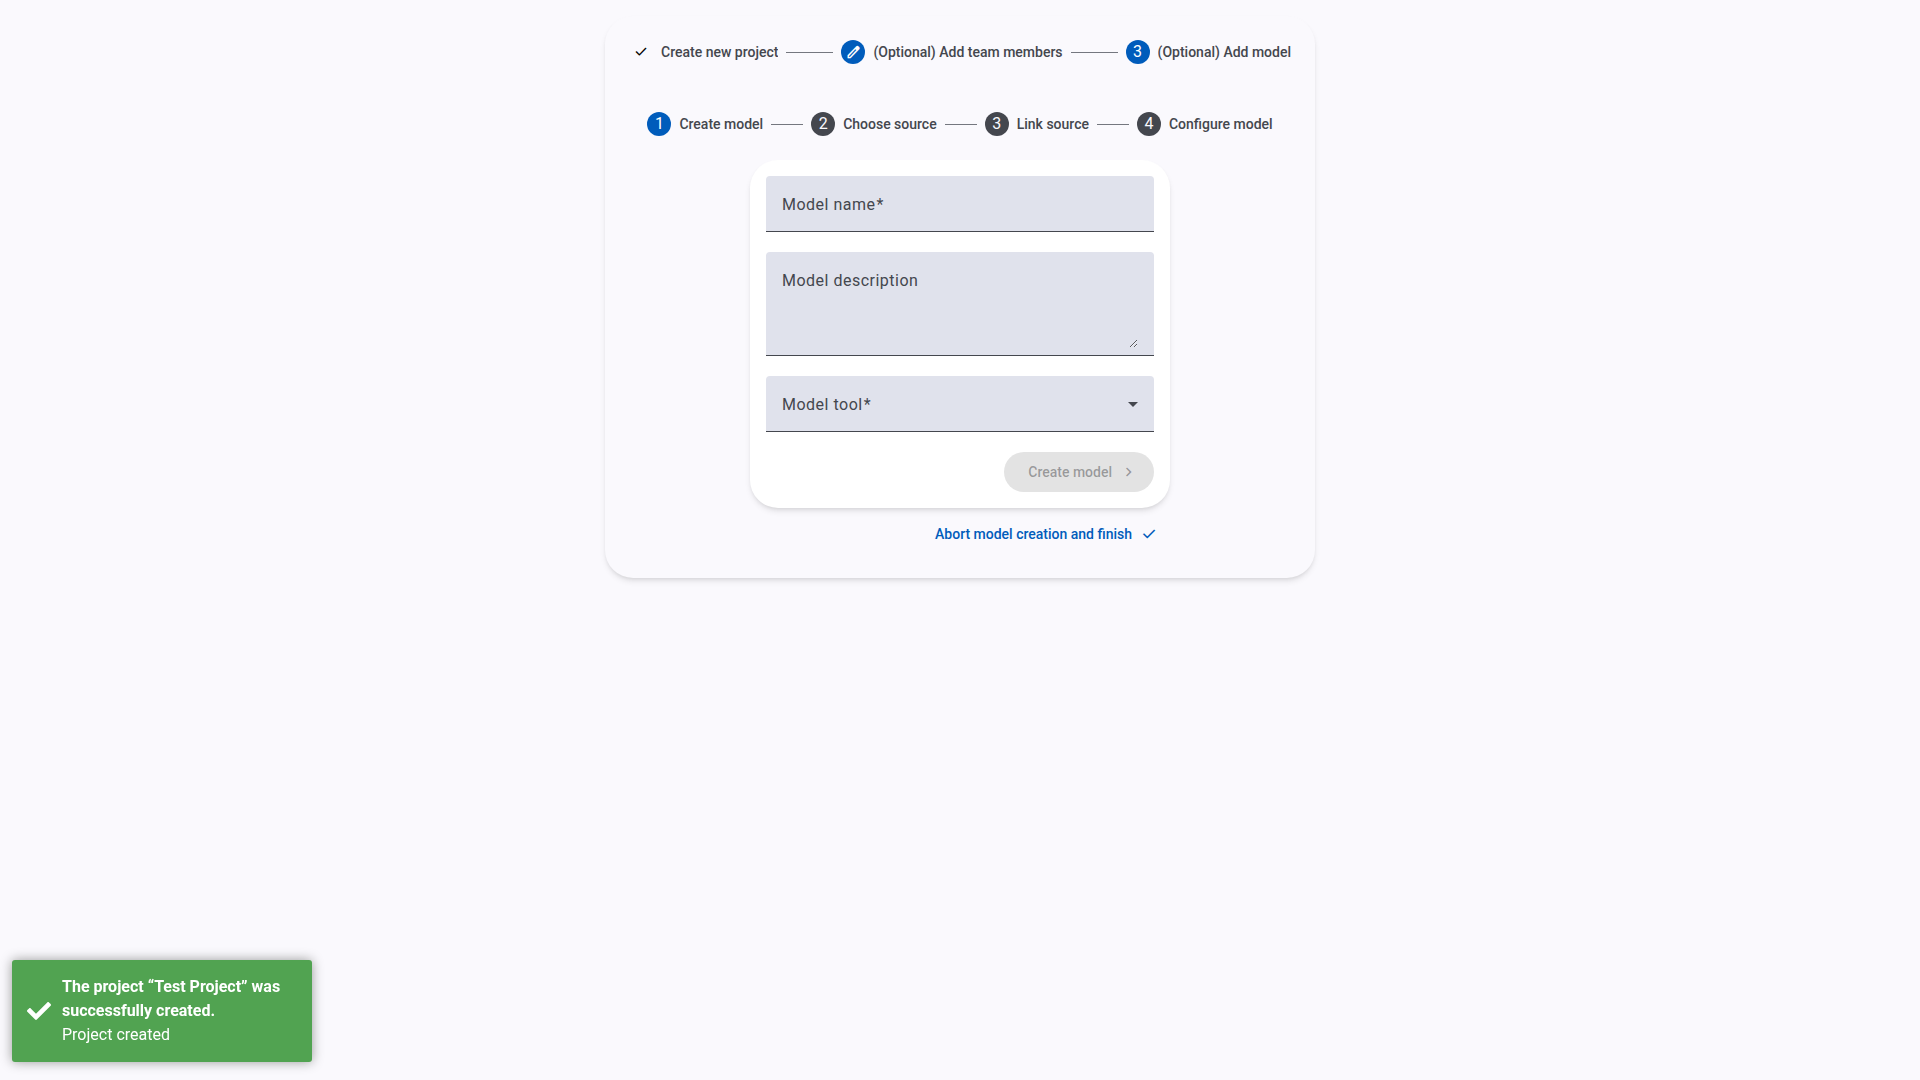 Create new project
(Optional) Add team members
3 (Optional) Add model
1 Create model
2 Choose source
3 Link source
4 Configure model
Model name*
Model description
Model tool*
Create model
Abort model creation and finish
The project “Test Project” was
successfully created.
Project created